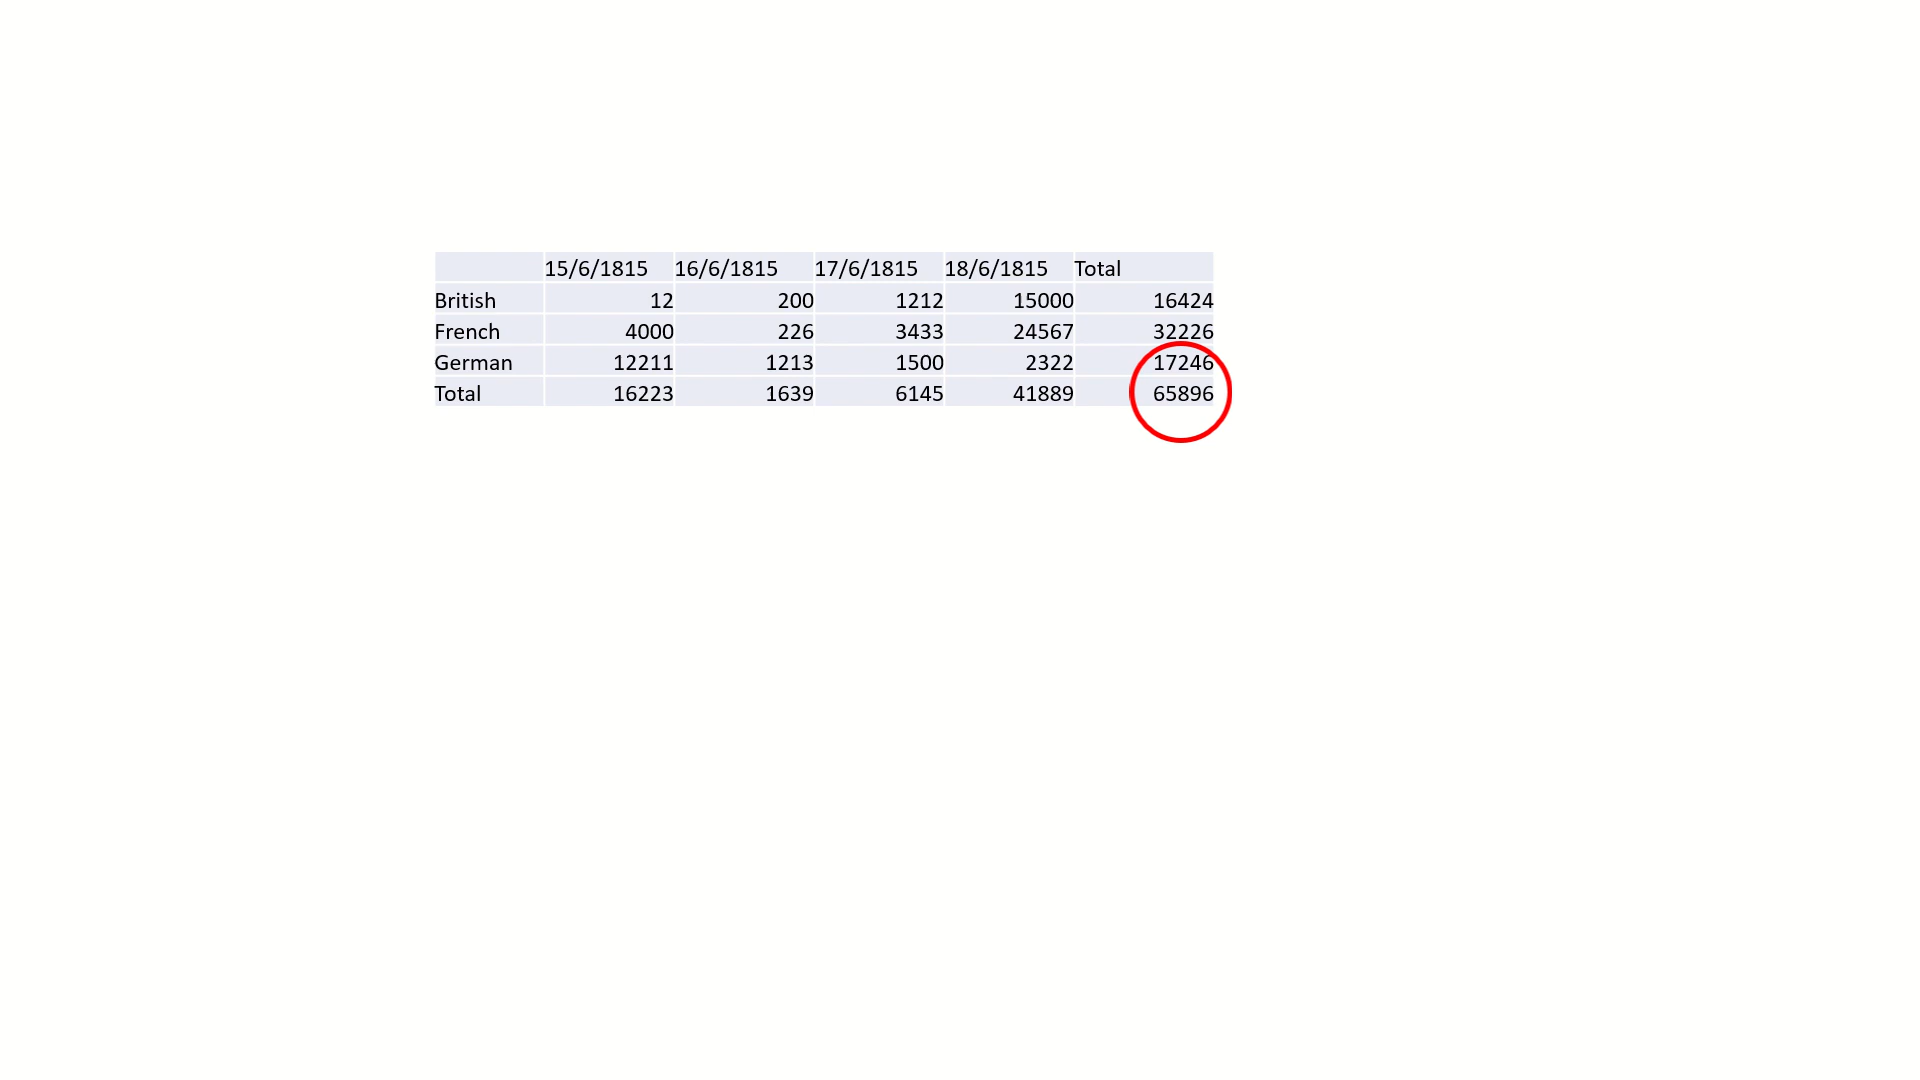 15/6/1815 16/6/1815 17/6/1815 18/6/1815 Total
British 12 200 1212 15000 16424
French 4000 226 3433 24567 32226
German 12211 1213 1500 2322 17246
Total 16223 1639 6145 41889 65896